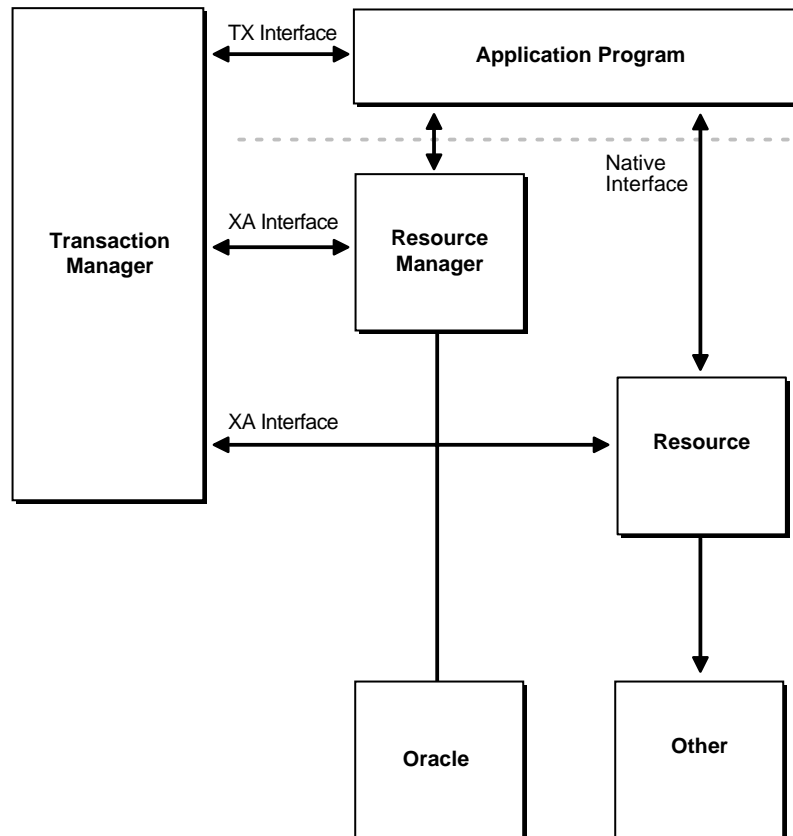 TX Interface
Application Program
Native
Interface
XA Interface
Transaction
Manager
Resource
Manager
XA Interface
Resource
Oracle
Other